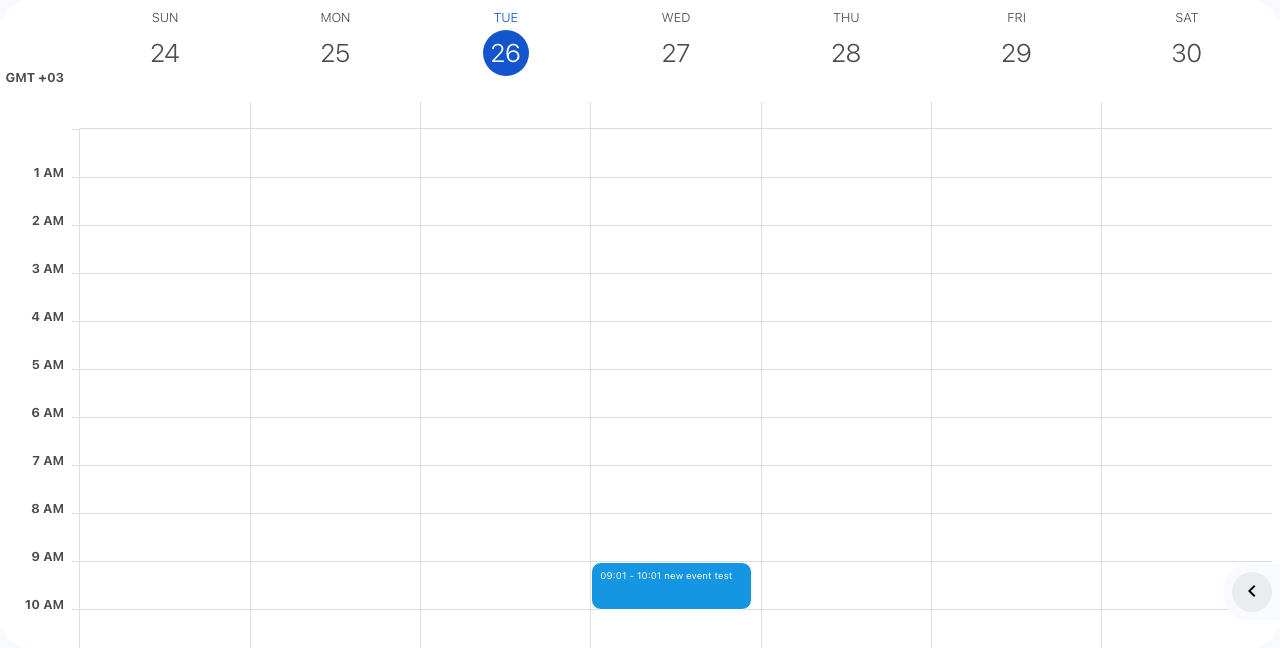 SUN MON TUE WED THU FRI SAT
24 25 26 27 28 29 30
GMT +03
1 AM
2 AM
3 AM
4 AM
5 AM
6 AM
7 AM
8 AM
9 AM
09:01 - 10:01 new event test
10 AM